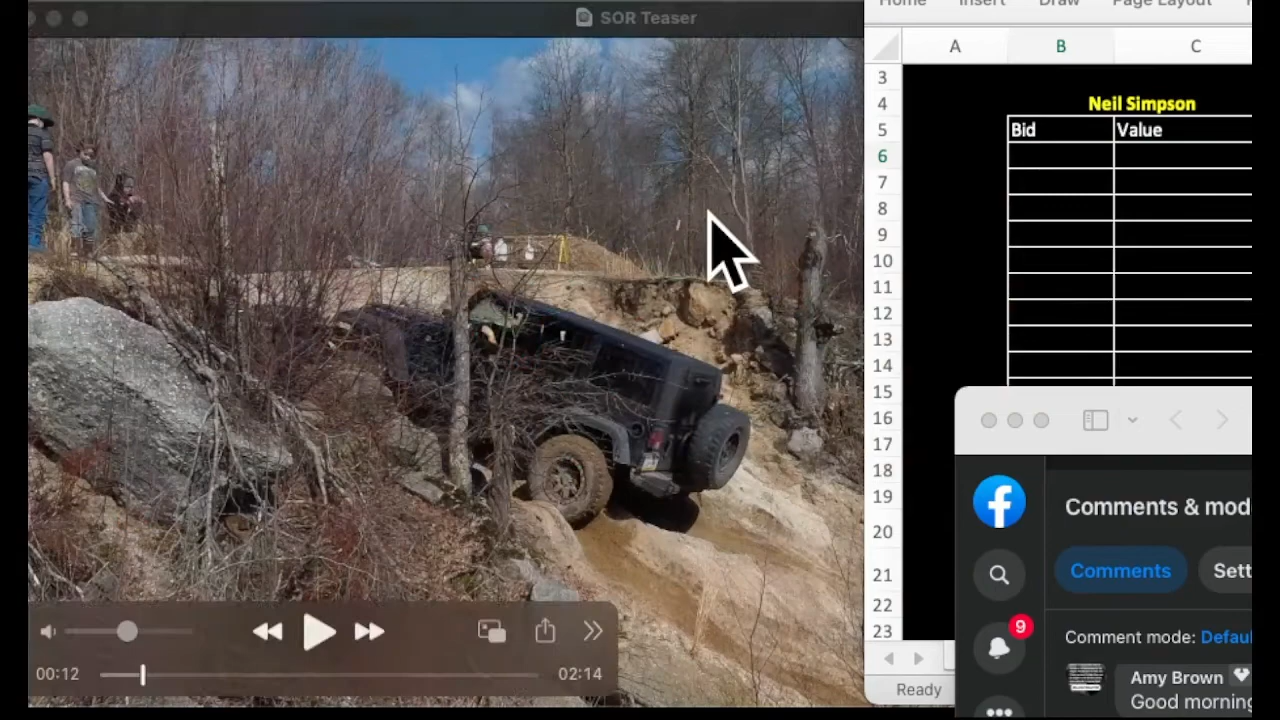 SOR Teaser
00:12
02:14
Home Insert Draw Page Layout
A B C
3
4 Neil Simpson
5 Bid Value
6
7
8
9
10
11
12
13
14
15
16
17
18
19
20
21
22
23
Ready
f
Comments & mod
Comments Sett
9
Comment mode: Defaul
Amy Brown
Good morning